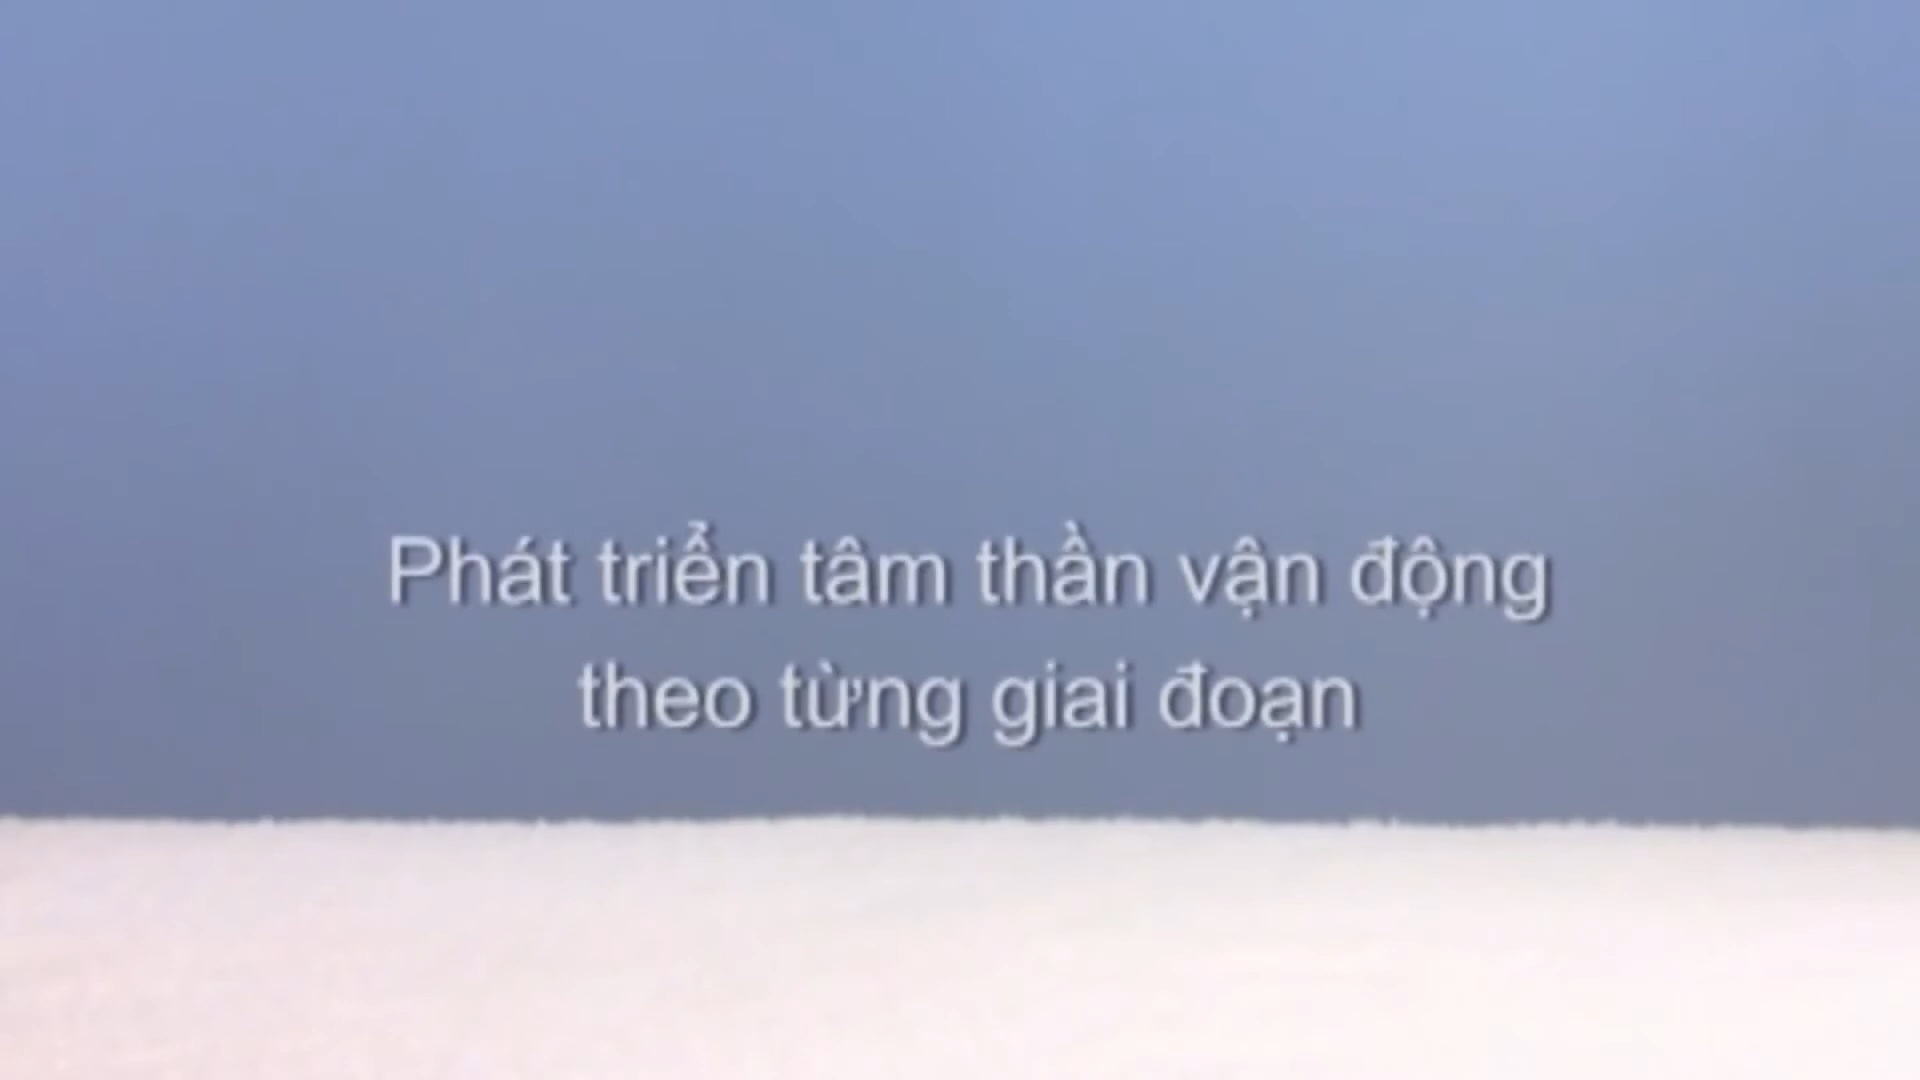 Phát triển tâm thần vận động
theo từng giai đoạn